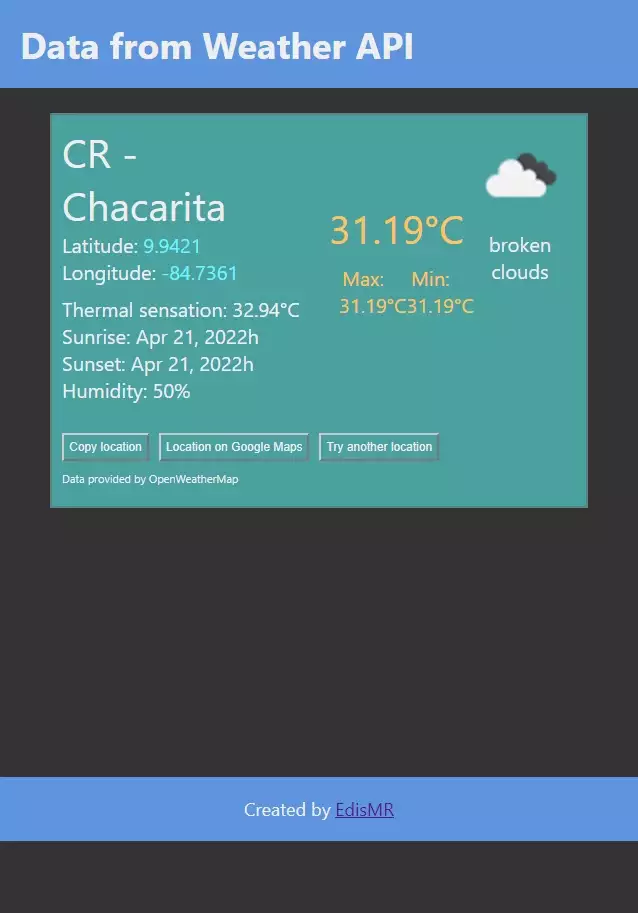 Data from Weather API
CR -
Chacarita
Latitude: 9.9421
Longitude: -84.7361
Thermal sensation: 32.94°C
Sunrise: Apr 21, 2022h
Sunset: Apr 21, 2022h
Humidity: 50%
31.19°C
Max: Min:
31.19°C31.19°C
broken
clouds
Copy location Location on Google Maps Try another location
Data provided by OpenWeatherMap
Created by EdisMR